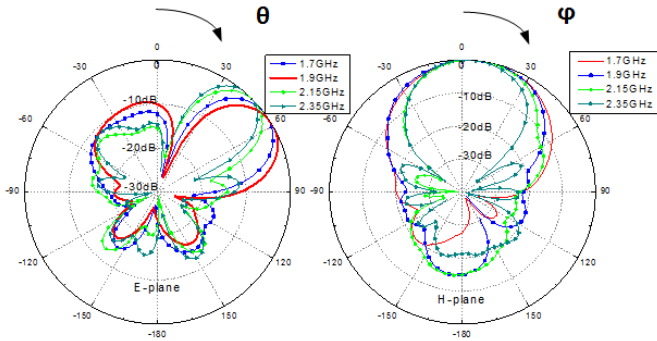 θ
φ
0
30
60
90
120
150
-180
-150
-120
-90
-60
-30
-10dB
-20dB
-30dB
E-plane
1.7GHz
1.9GHz
2.15GHz
2.35GHz
0
30
60
90
120
150
-180
-150
-120
-90
-60
-30
0dB
-10dB
-20dB
-30dB
H-plane
1.7GHz
1.9GHz
2.15GHz
2.35GHz